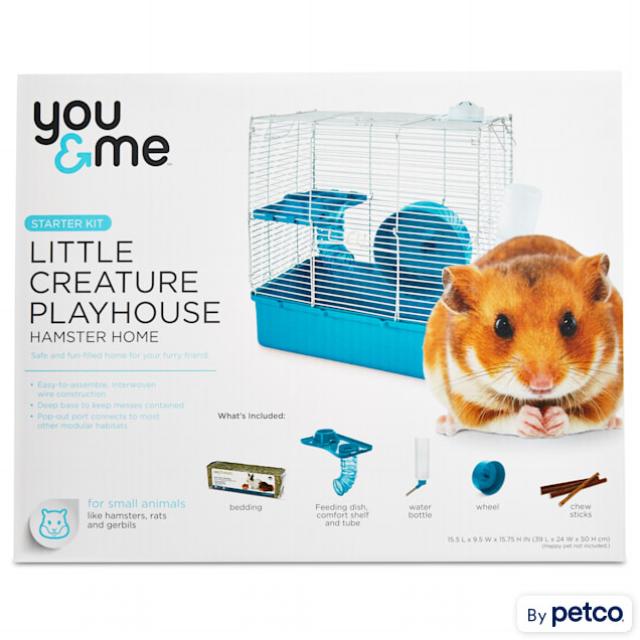 you
&me
STARTER KIT
LITTLE
CREATURE
PLAYHOUSE
HAMSTER HOME
Safe and fun-filled home for your furry friend.
• Easy-to-assemble, interwoven
wire construction
• Deep base to keep messes contained
• Pop-out port connects to most
other modular habitats
What's Included:
bedding
Feeding dish,
comfort shelf
and tube
water
bottle
wheel
chew
sticks
for small animals
like hamsters, rats
and gerbils
15.5 L x 9.5 W x 15.75 H IN (39 L x 24 W x 50 H cm)
(Happy pet not included.)
By petco